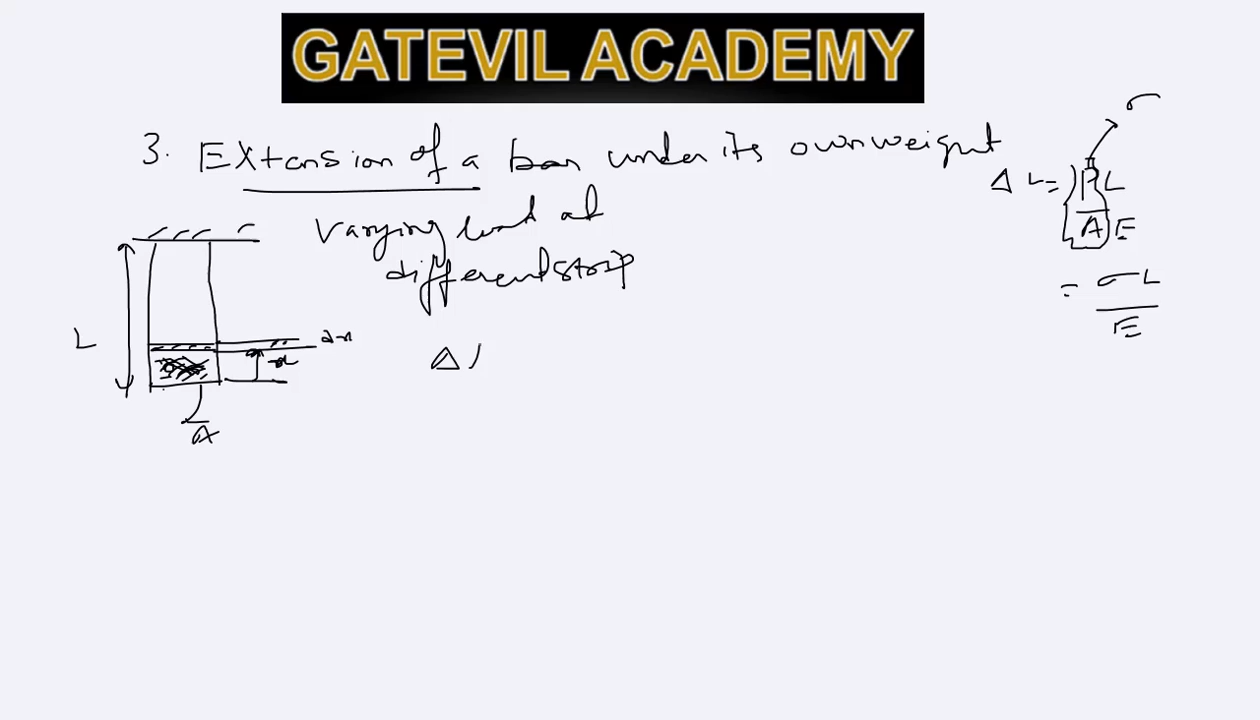 GATEVIL ACADEMY
3. Extension of a bar under its own weight
Varying load at
different strip
ΔL = PL
AE
= σL
E
σ
L
dx
x
A
Δ